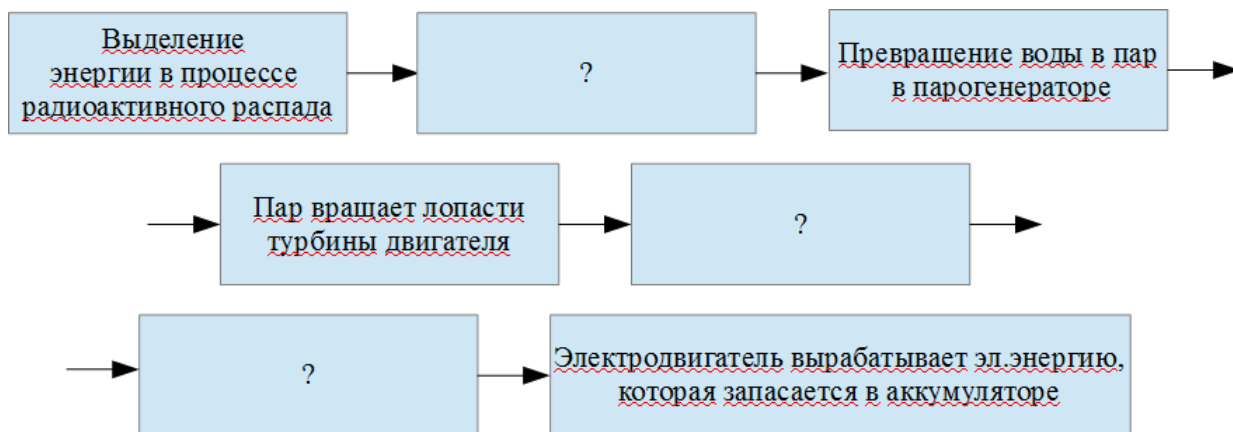 Выделение
энергии в процессе
радиоактивного распада
?
Превращение воды в пар
в парогенераторе
Пар вращает лопасти
турбины двигателя
?
?
Электродвигатель вырабатывает эл.энергию,
которая запасается в аккумуляторе